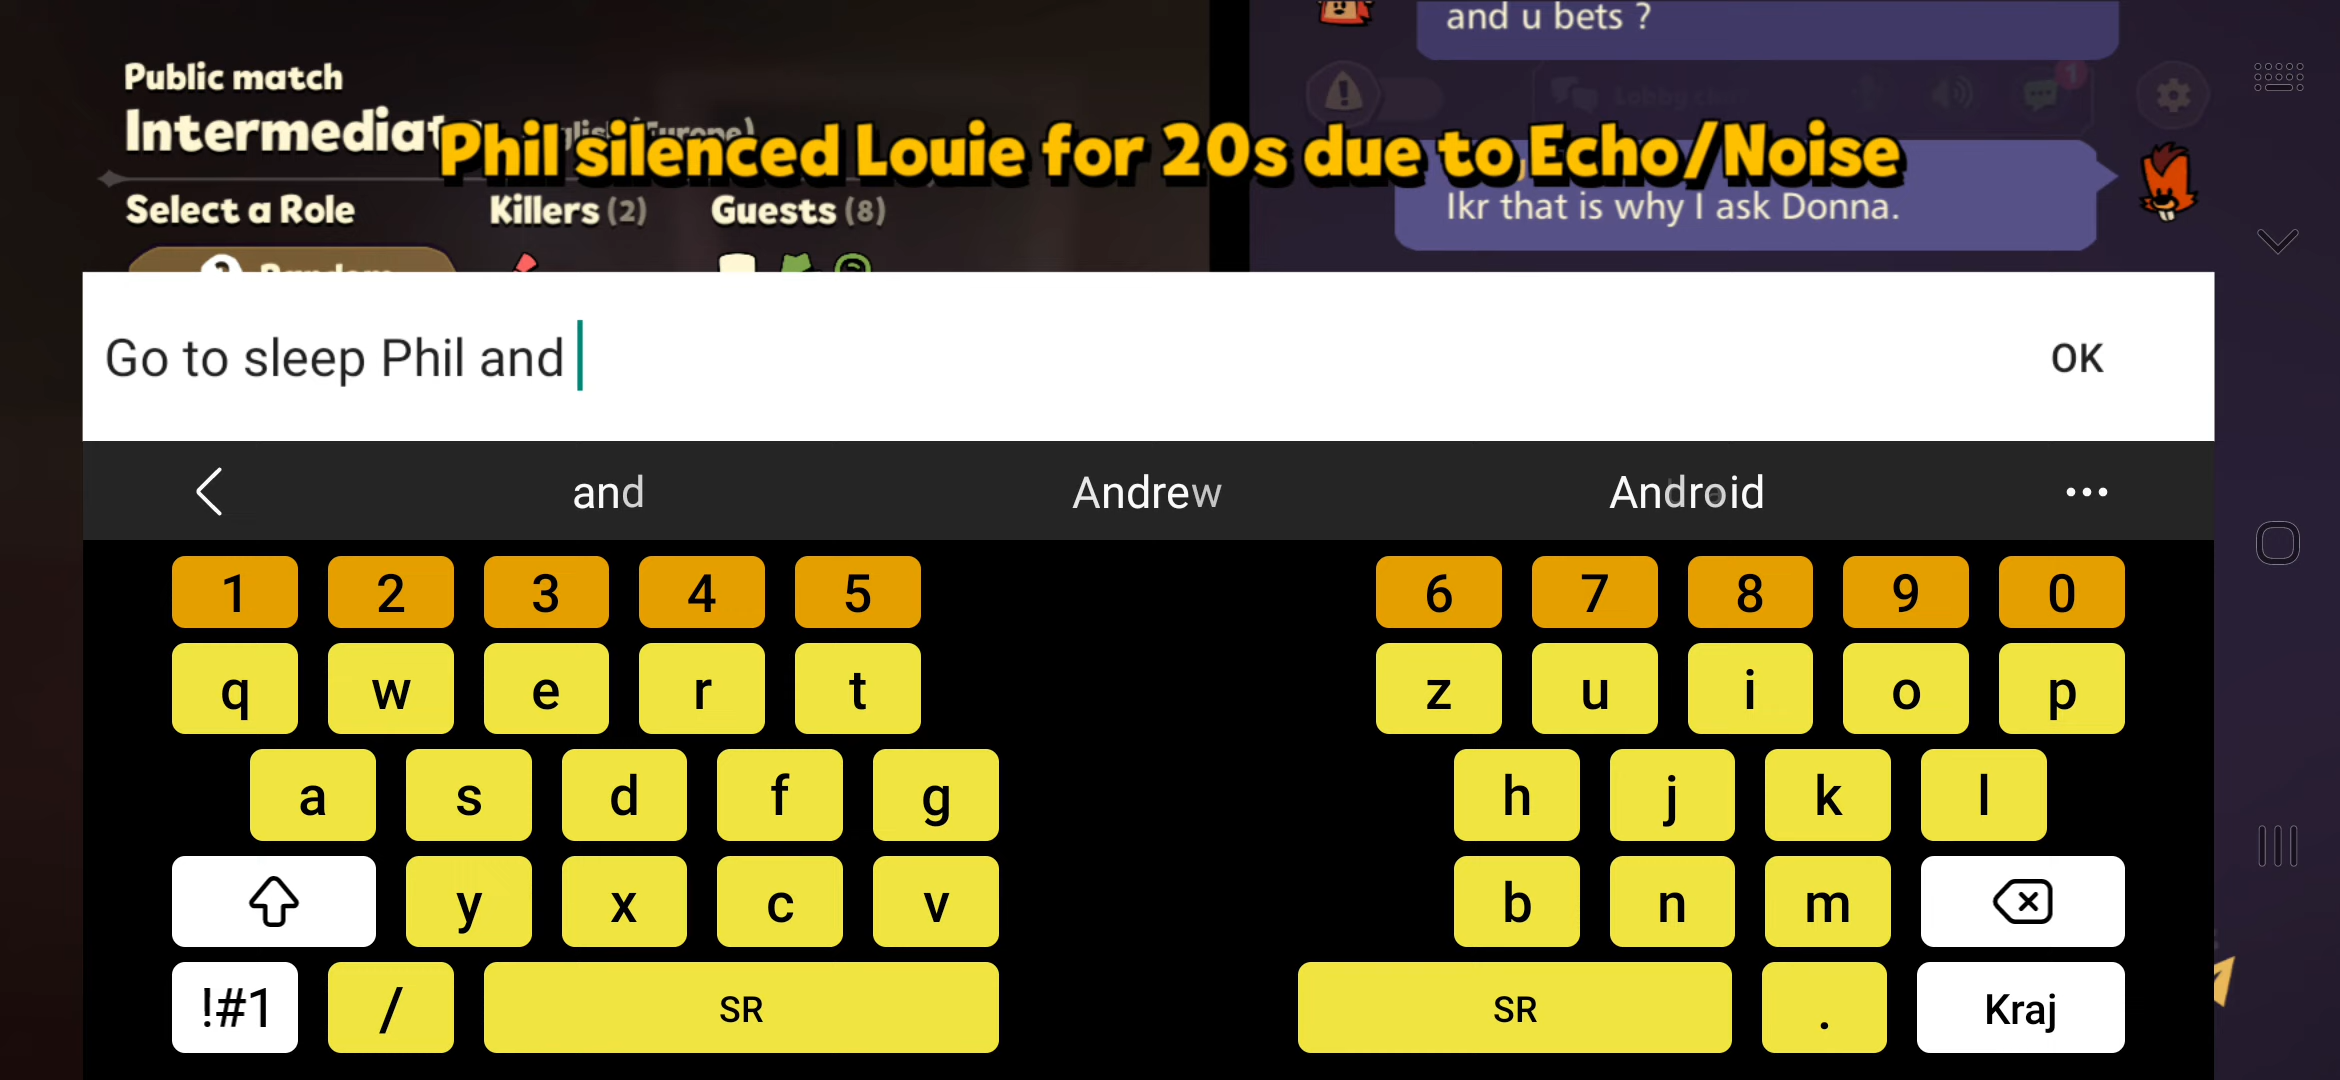 and u bets ?
Public match
Intermediat
Phil silenced Louie for 20s due to Echo/Noise
Ikr that is why I ask Donna.
Select a Role Killers (2) Guests (8)
Random
Go to sleep Phil and
OK
and Andrew Android
1 2 3 4 5 6 7 8 9 0
q w e r t z u i o p
a s d f g h j k l
y x c v b n m
!#1 / SR SR . Kraj